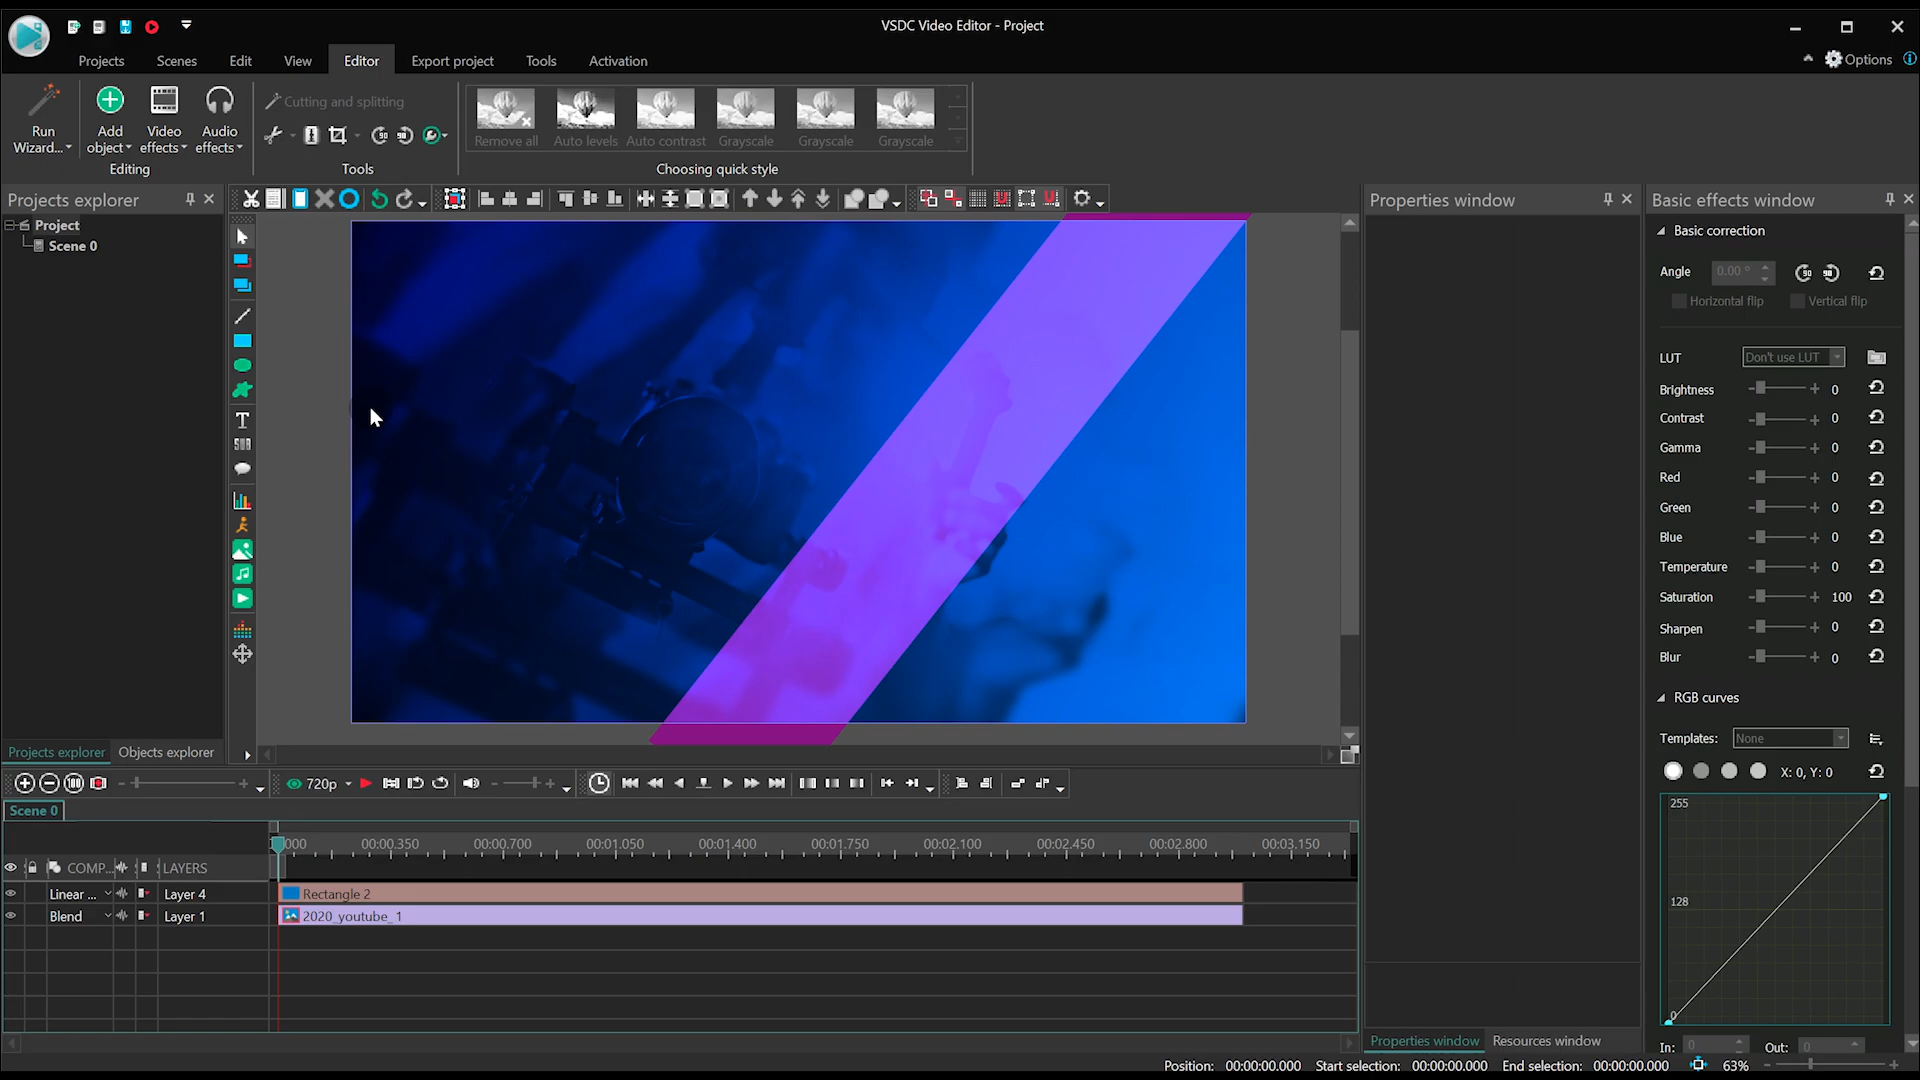 VSDC Video Editor - Project
Projects
Scenes
Edit
View
Editor
Export project
Tools
Activation
Options
Run
Wizard...
Add
object
Video
effects
Audio
effects
Editing
Cutting and splitting
Tools
Remove all
Auto levels
Auto contrast
Grayscale
Grayscale
Grayscale
Choosing quick style
Projects explorer
Project
Scene 0
Projects explorer
Objects explorer
T
SUB
Properties window
Properties window
Resources window
Basic effects window
Basic correction
Angle
0.00 °
90
90
Horizontal flip
Vertical flip
LUT
Don't use LUT
Brightness 0
Contrast 0
Gamma 0
Red 0
Green 0
Blue 0
Temperature 0
Saturation 100
Sharpen 0
Blur 0
RGB curves
Templates: None
X: 0, Y: 0
255
128
0
In: 0 Out: 0
720p
Scene 0
000 00:00.350 00:00.700 00:01.050 00:01.400 00:01.750 00:02.100 00:02.450 00:02.800 00:03.150
COMP... LAYERS
Linear ... Layer 4 Rectangle 2
Blend Layer 1 2020_youtube_1
Position: 00:00:00.000 Start selection: 00:00:00.000 End selection: 00:00:00.000 63%